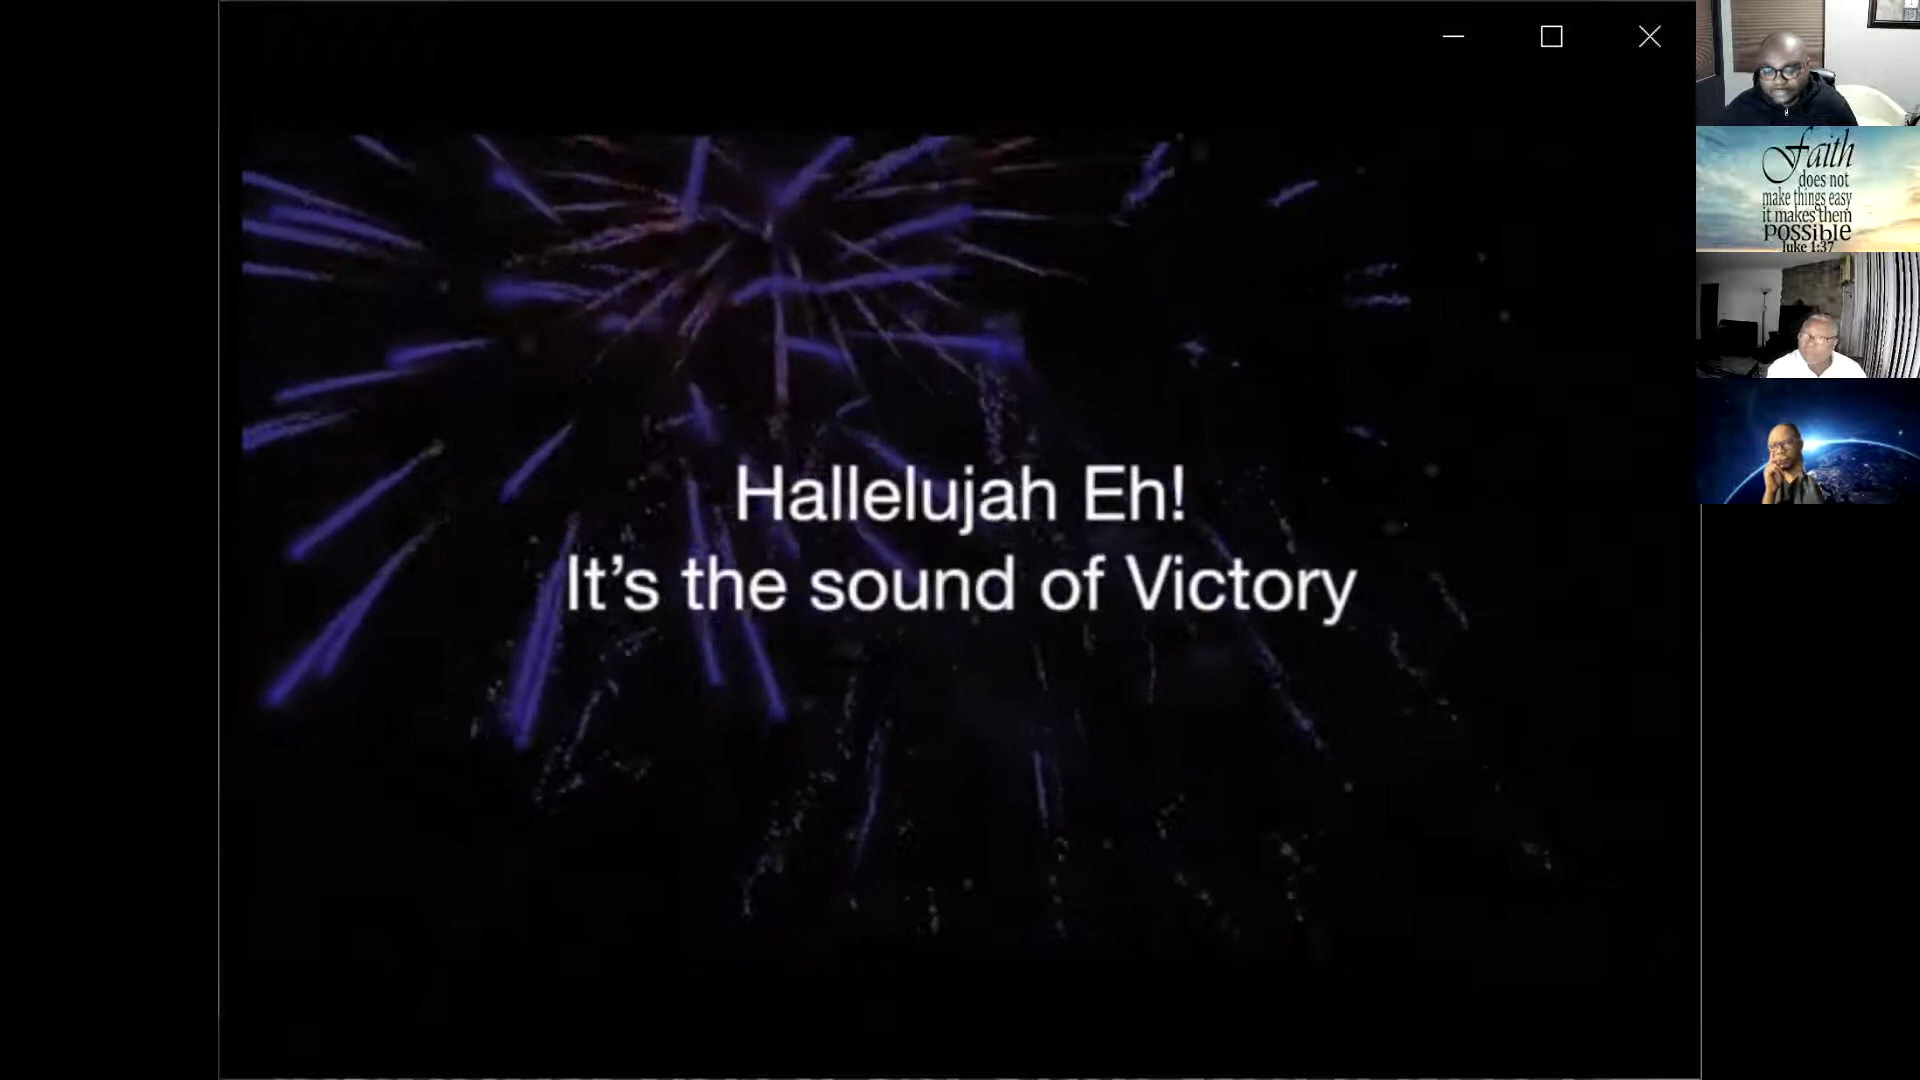 Hallelujah Eh!
It's the sound of Victory
Faith
does not
make things easy
it makes them
possible
luke 1:37